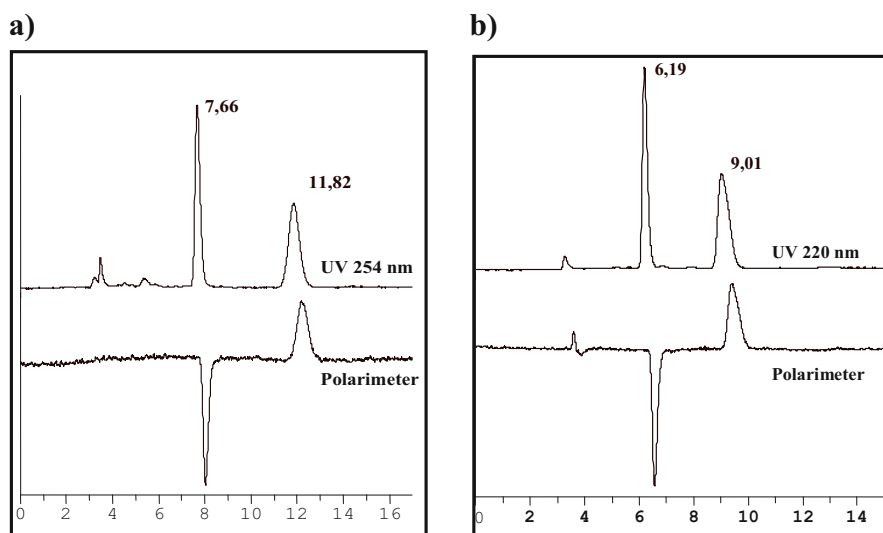 a)
7,66
11,82
UV 254 nm
Polarimeter
0 2 4 6 8 10 12 14 16
b)
6,19
9,01
UV 220 nm
Polarimeter
0 2 4 6 8 10 12 14